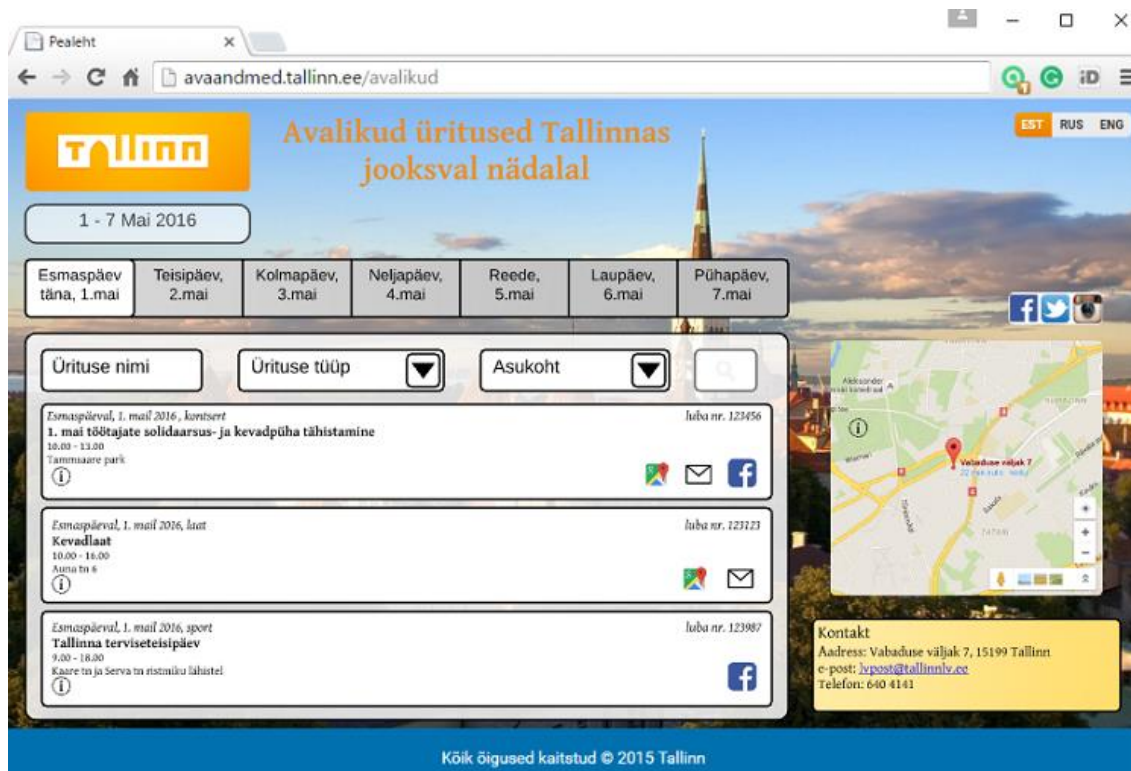 Pealeht
avaandmed.tallinn.ee/avalikud
TALLINN
Avalikud üritused Tallinnas
jooksval nädalal
EST RUS ENG
1 - 7 Mai 2016
Esmaspäev
täna, 1.mai
Teisipäev,
2.mai
Kolmapäev,
3.mai
Neljapäev,
4.mai
Reede,
5.mai
Laupäev,
6.mai
Pühapäev,
7.mai
Ürituse nimi
Ürituse tüüp
Asukoht
Esmaspäeval, 1. mail 2016 , kontsert
luba nr. 123456
1. mai töötajate solidaarsus- ja kevadpüha tähistamine
10.00 - 13.00
Tammsaare park
Esmaspäeval, 1. mail 2016, laat
luba nr. 123123
Kevadlaat
10.00 - 16.00
Auna tn 6
Esmaspäeval, 1. mail 2016, sport
luba nr. 123987
Tallinna terviseteisipäev
9.00 - 18.00
Kaare tn ja Serva tn ristmiku lähistel
Aleksander
Vabaduse väljak 7
TATARI
Kontakt
Aadress: Vabaduse väljak 7, 15199 Tallinn
e-post: lvpost@tallinnlv.ee
Telefon: 640 4141
Kõik õigused kaitstud © 2015 Tallinn